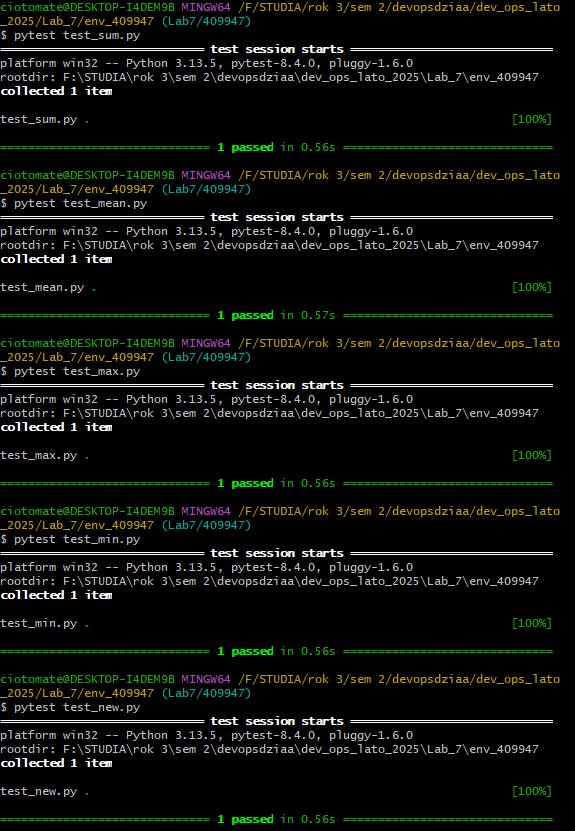 ciotomate@DESKTOP-I4DEM9B MINGW64 /F/STUDIA/rok 3/sem 2/devopsdziaa/dev_ops_lato
_2025/Lab_7/env_409947 (Lab7/409947)
$ pytest test_sum.py
============================= test session starts =============================
platform win32 -- Python 3.13.5, pytest-8.4.0, pluggy-1.6.0
rootdir: F:\STUDIA\rok 3\sem 2\devopsdziaa\dev_ops_lato_2025\Lab_7\env_409947
collected 1 item

test_sum.py .                                                            [100%]

============================== 1 passed in 0.56s ==============================

ciotomate@DESKTOP-I4DEM9B MINGW64 /F/STUDIA/rok 3/sem 2/devopsdziaa/dev_ops_lato
_2025/Lab_7/env_409947 (Lab7/409947)
$ pytest test_mean.py
============================= test session starts =============================
platform win32 -- Python 3.13.5, pytest-8.4.0, pluggy-1.6.0
rootdir: F:\STUDIA\rok 3\sem 2\devopsdziaa\dev_ops_lato_2025\Lab_7\env_409947
collected 1 item

test_mean.py .                                                           [100%]

============================== 1 passed in 0.57s ==============================

ciotomate@DESKTOP-I4DEM9B MINGW64 /F/STUDIA/rok 3/sem 2/devopsdziaa/dev_ops_lato
_2025/Lab_7/env_409947 (Lab7/409947)
$ pytest test_max.py
============================= test session starts =============================
platform win32 -- Python 3.13.5, pytest-8.4.0, pluggy-1.6.0
rootdir: F:\STUDIA\rok 3\sem 2\devopsdziaa\dev_ops_lato_2025\Lab_7\env_409947
collected 1 item

test_max.py .                                                            [100%]

============================== 1 passed in 0.56s ==============================

ciotomate@DESKTOP-I4DEM9B MINGW64 /F/STUDIA/rok 3/sem 2/devopsdziaa/dev_ops_lato
_2025/Lab_7/env_409947 (Lab7/409947)
$ pytest test_min.py
============================= test session starts =============================
platform win32 -- Python 3.13.5, pytest-8.4.0, pluggy-1.6.0
rootdir: F:\STUDIA\rok 3\sem 2\devopsdziaa\dev_ops_lato_2025\Lab_7\env_409947
collected 1 item

test_min.py .                                                            [100%]

============================== 1 passed in 0.56s ==============================

ciotomate@DESKTOP-I4DEM9B MINGW64 /F/STUDIA/rok 3/sem 2/devopsdziaa/dev_ops_lato
_2025/Lab_7/env_409947 (Lab7/409947)
$ pytest test_new.py
============================= test session starts =============================
platform win32 -- Python 3.13.5, pytest-8.4.0, pluggy-1.6.0
rootdir: F:\STUDIA\rok 3\sem 2\devopsdziaa\dev_ops_lato_2025\Lab_7\env_409947
collected 1 item

test_new.py .                                                            [100%]

============================== 1 passed in 0.56s ==============================